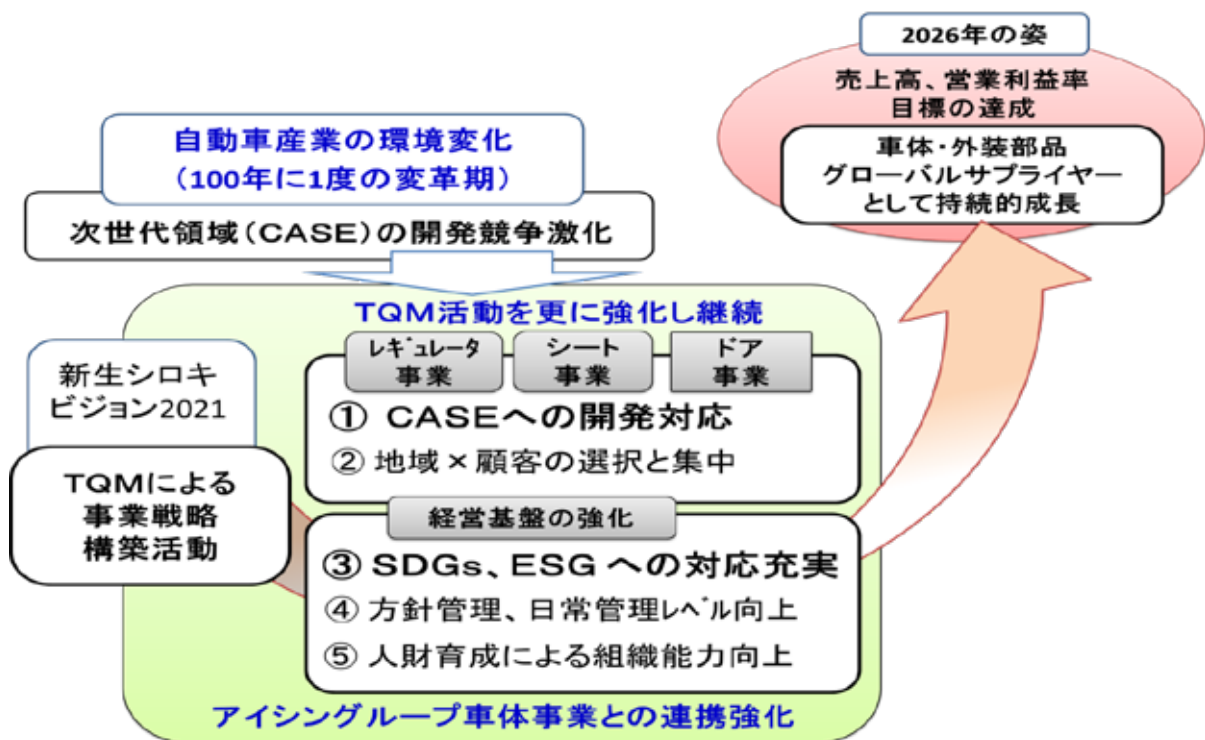 2026年の姿
売上高、営業利益率
目標の達成
車体・外装部品
グローバルサプライヤー
として持続的成長
自動車産業の環境変化
(100年に1度の変革期)
次世代領域(CASE)の開発競争激化
TQM活動を更に強化し継続
レギュレータ
事業
シート
事業
ドア
事業
① CASEへの開発対応
② 地域×顧客の選択と集中
新生シロキ
ビジョン2021
TQMによる
事業戦略
構築活動
経営基盤の強化
③ SDGs、ESG への対応充実
④ 方針管理、日常管理レベル向上
⑤ 人財育成による組織能力向上
アイシングループ車体事業との連携強化